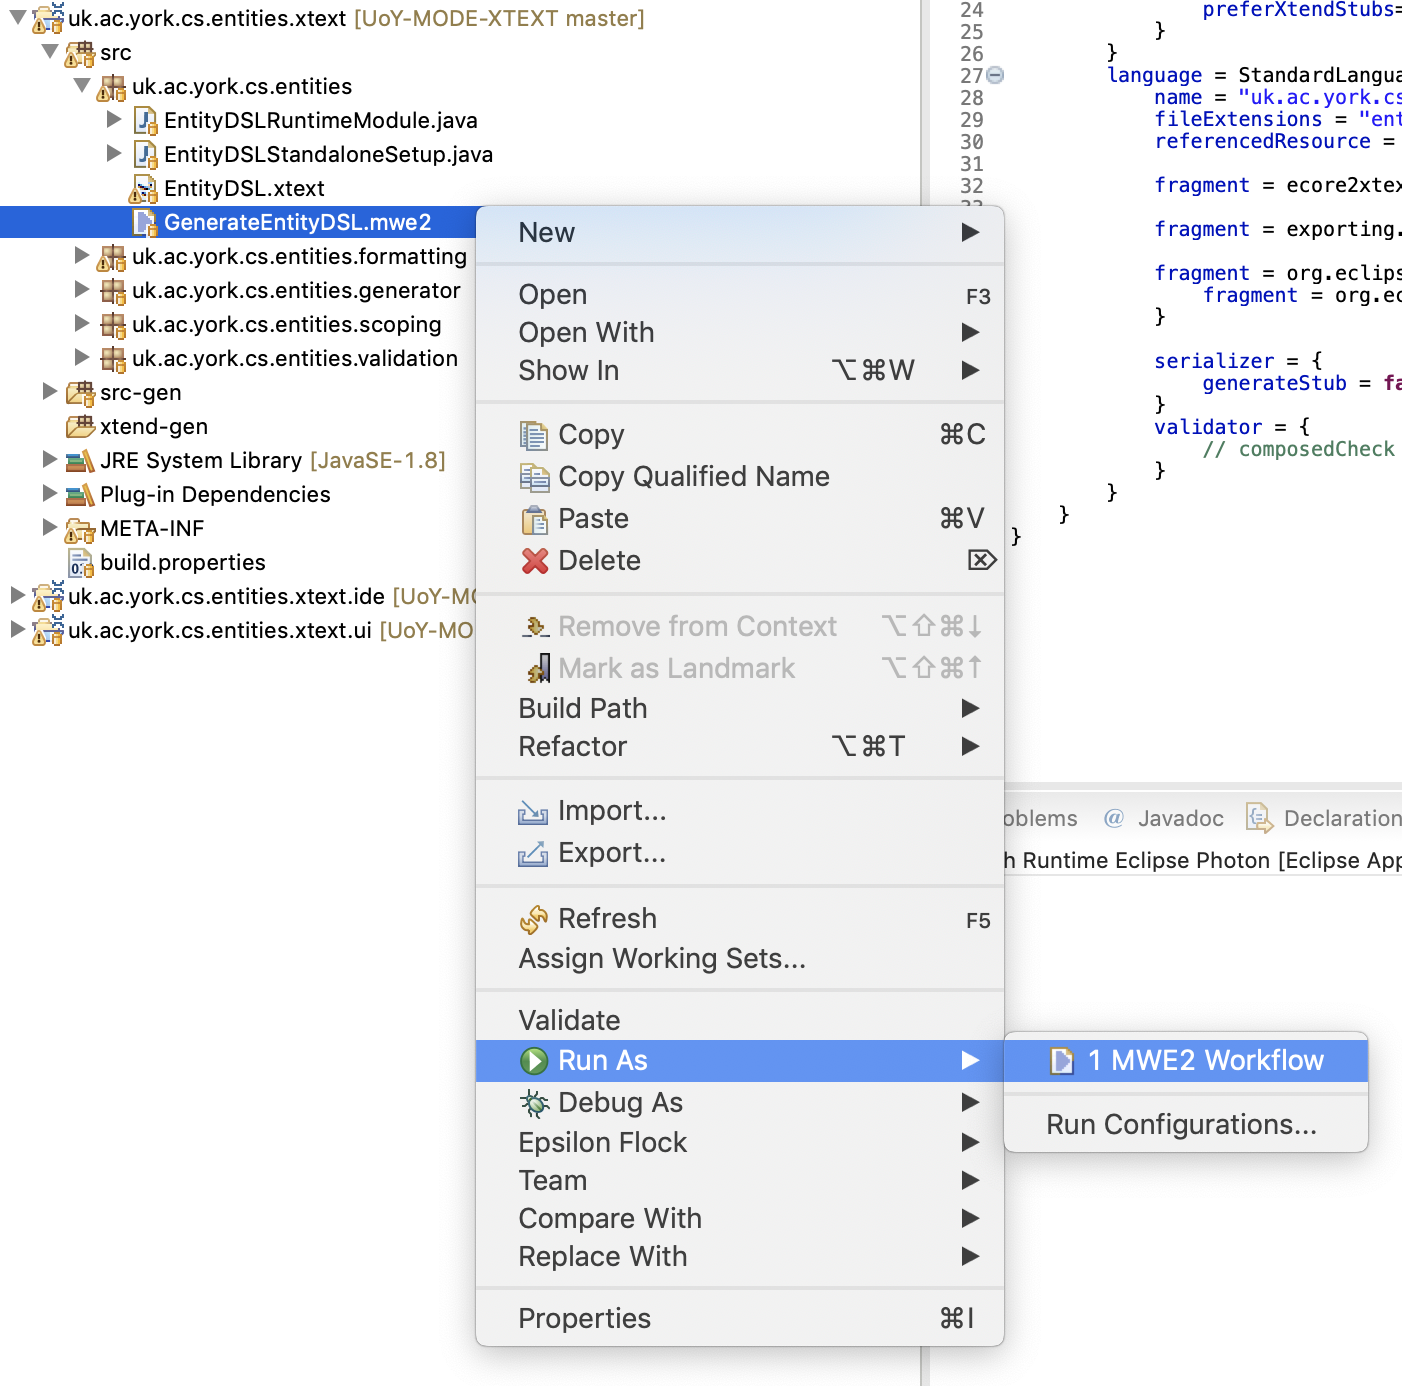 uk.ac.york.cs.entities.xtext [UoY-MODE-XTEXT master]
src
uk.ac.york.cs.entities
EntityDSLRuntimeModule.java
EntityDSLStandaloneSetup.java
EntityDSL.xtext
GenerateEntityDSL.mwe2
uk.ac.york.cs.entities.formatting
uk.ac.york.cs.entities.generator
uk.ac.york.cs.entities.scoping
uk.ac.york.cs.entities.validation
src-gen
xtend-gen
JRE System Library [JavaSE-1.8]
Plug-in Dependencies
META-INF
build.properties
uk.ac.york.cs.entities.xtext.ide [UoY-MO
uk.ac.york.cs.entities.xtext.ui [UoY-MO
New
Open F3
Open With
Show In ⌥⌘W
Copy ⌘C
Copy Qualified Name
Paste ⌘V
Delete ⌦
Remove from Context ⌥⇧⌘↓
Mark as Landmark ⌥⇧⌘↑
Build Path
Refactor ⌥⌘T
Import...
Export...
Refresh F5
Assign Working Sets...
Validate
Run As
Debug As
Epsilon Flock
Team
Compare With
Replace With
Properties ⌘I
1 MWE2 Workflow
Run Configurations...
24 preferXtendStubs=
25 }
26 }
27 language = StandardLangua
28 name = "uk.ac.york.cs
29 fileExtensions = "ent
30 referencedResource =
31
32 fragment = ecore2xtex
fragment = exporting.
fragment = org.eclips
fragment = org.ec
}
serializer = {
generateStub = fa
}
validator = {
// composedCheck
}
}
}
}
oblems @ Javadoc Declaration
h Runtime Eclipse Photon [Eclipse App